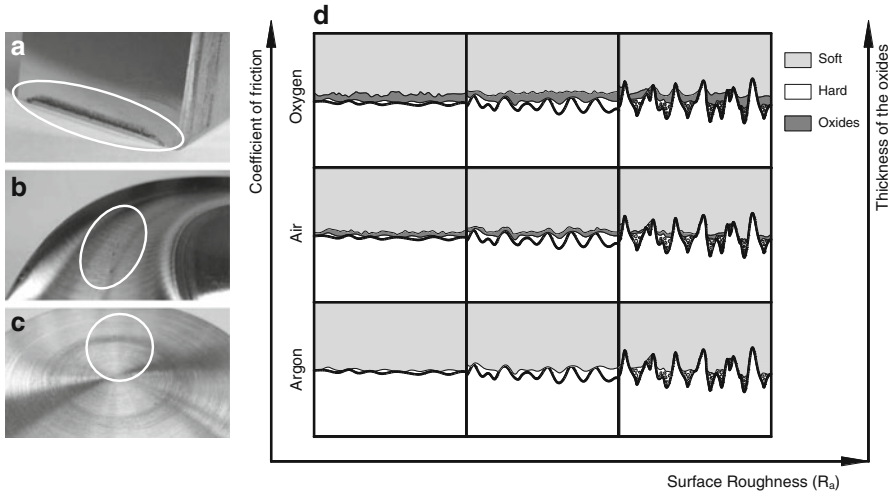 a
b
c
d
Coefficient of friction
Oxygen
Air
Argon
Soft
Hard
Oxides
Thickness of the oxides
Surface Roughness (Rₐ)